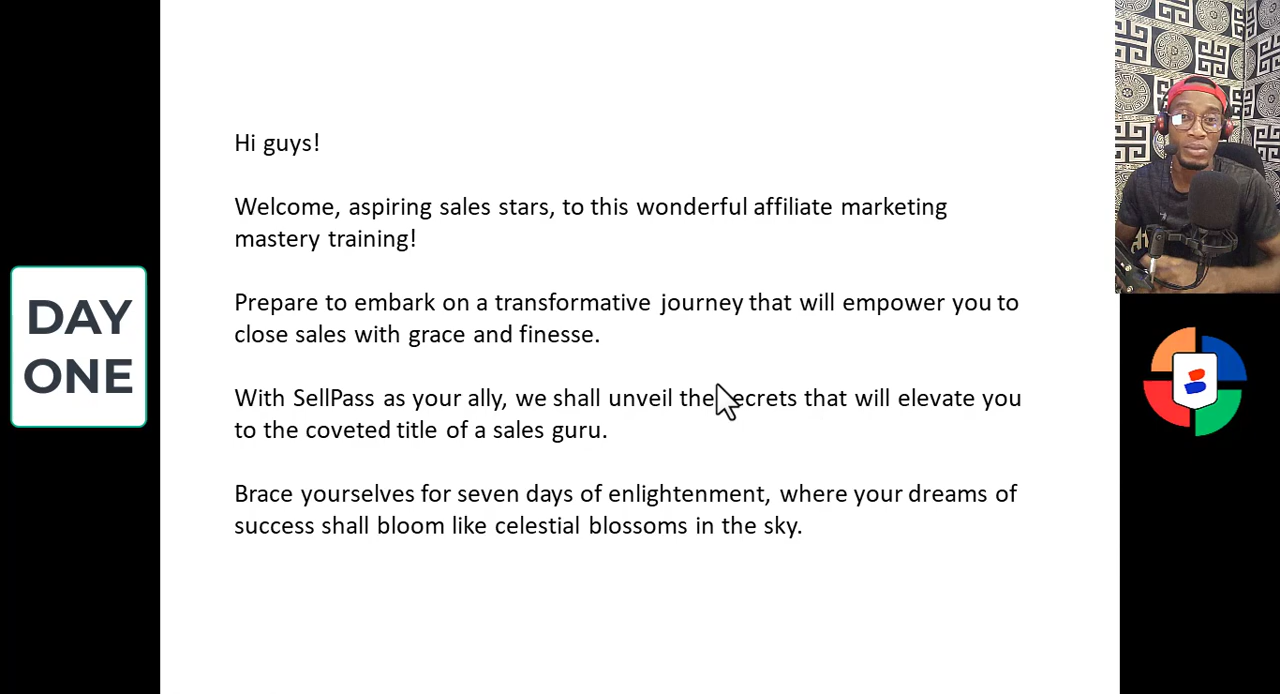 Hi guys!
Welcome, aspiring sales stars, to this wonderful affiliate marketing
mastery training!
Prepare to embark on a transformative journey that will empower you to
close sales with grace and finesse.
With SellPass as your ally, we shall unveil the secrets that will elevate you
to the coveted title of a sales guru.
Brace yourselves for seven days of enlightenment, where your dreams of
success shall bloom like celestial blossoms in the sky.
DAY
ONE